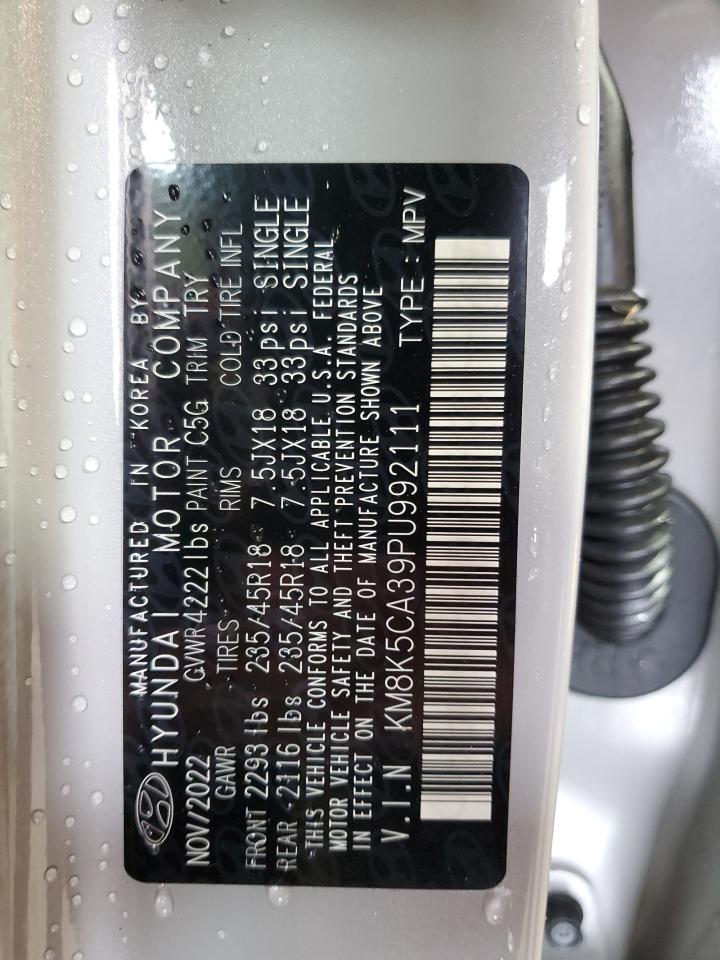 MANUFACTURED IN KOREA BY
HYUNDAI MOTOR COMPANY
NOV/2022 GVWR 4222 lbs PAINT C5G TRIM TRY
GAWR TIRES RIMS COLD TIRE INFL
FRONT 2293 lbs 235/45R18 7.5JX18 33psi SINGLE
REAR 2116 lbs 235/45R18 7.5JX18 33psi SINGLE
THIS VEHICLE CONFORMS TO ALL APPLICABLE U.S.A. FEDERAL
MOTOR VEHICLE SAFETY AND THEFT PREVENTION STANDARDS
IN EFFECT ON THE DATE OF MANUFACTURE SHOWN ABOVE
V.I.N KM8K5CA39PU992111 TYPE : MPV